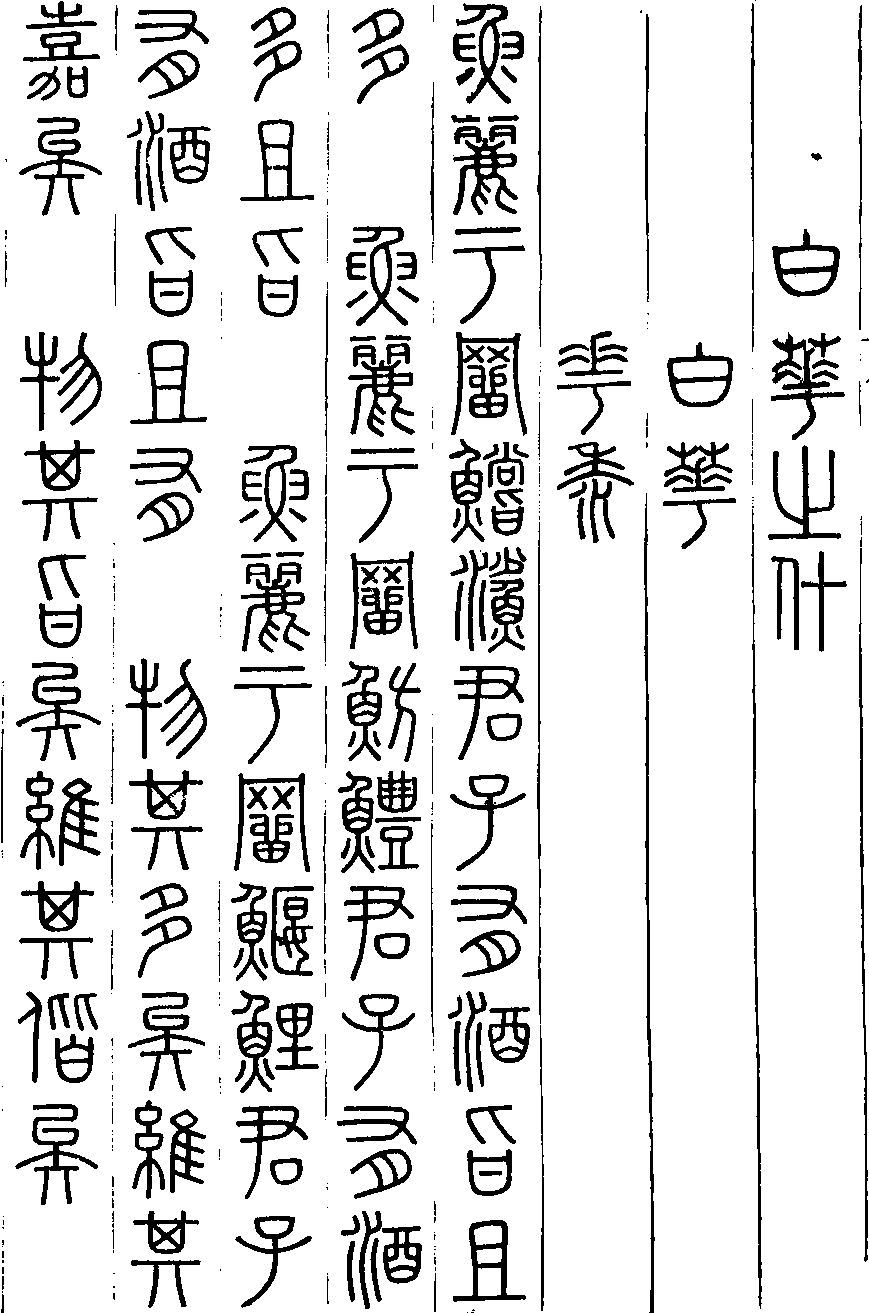 白華之什
白華
華黍
魚麗于罶鱨鯊君子有酒旨且
多 魚麗于罶魴鱧君子有酒
多且旨 魚麗于罶鰋鯉君子
有酒旨且有 物其多矣維其
嘉矣 物其旨矣維其偕矣